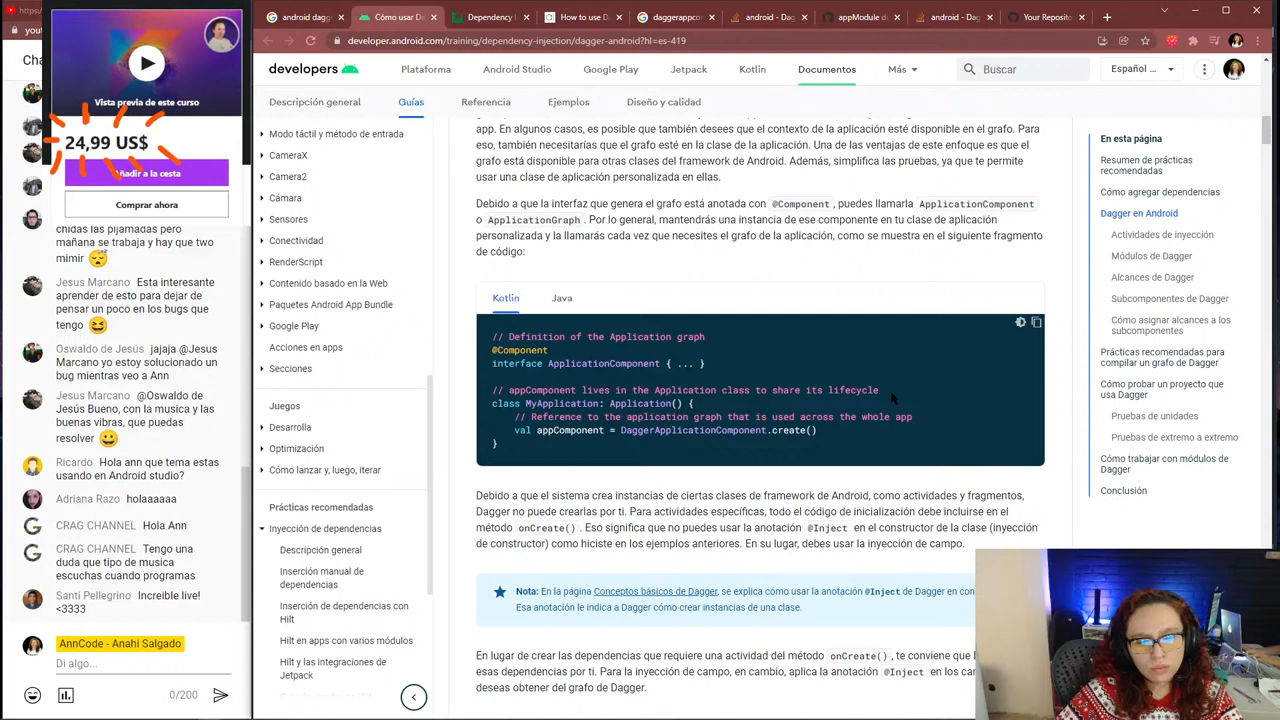 android dagge
Cómo usar Da
Dependency I
How to use Da
daggerappcon
android - Dag
appModule da
android - Dag
Your Reposito
yout
developer.android.com/training/dependency-injection/dagger-android?hl=es-419
Cha
Vista previa de este curso
24,99 US$
Añadir a la cesta
Comprar ahora
developers
Plataforma
Android Studio
Google Play
Jetpack
Kotlin
Documentos
Más
Buscar
Español ...
Descripción general
Guías
Referencia
Ejemplos
Diseño y calidad
chidas las pijamadas pero
mañana se trabaja y hay que two
mimir
Jesus Marcano Esta interesante
aprender de esto para dejar de
pensar un poco en los bugs que
tengo
Oswaldo de Jesús jajaja @Jesus
Marcano yo estoy solucionado un
bug mientras veo a Ann
Jesus Marcano @Oswaldo de
Jesús Bueno, con la musica y las
buenas vibras, que puedas
resolver
Ricardo Hola ann que tema estas
usando en Android studio?
Adriana Razo holaaaaaa
CRAG CHANNEL Hola Ann
CRAG CHANNEL Tengo una
duda que tipo de musica
escuchas cuando programas
Santi Pellegrino Increible live!
<3333
AnnCode - Anahi Salgado
Di algo...
0/200
Modo táctil y método de entrada
CameraX
Camera2
Cámara
Sensores
Conectividad
RenderScript
Contenido basado en la Web
Paquetes Android App Bundle
Google Play
Acciones en apps
Secciones
Juegos
Desarrolla
Optimización
Cómo lanzar y, luego, iterar
Prácticas recomendadas
Inyección de dependencias
Descripción general
Inserción manual de
dependencias
Inserción de dependencias con
Hilt
Hilt en apps con varios módulos
Hilt y las integraciones de
Jetpack
app. En algunos casos, es posible que también desees que el contexto de la aplicación esté disponible en el grafo. Para
eso, también necesitarías que el grafo esté en la clase de la aplicación. Una de las ventajas de este enfoque es que el
grafo está disponible para otras clases del framework de Android. Además, simplifica las pruebas, ya que te permite
usar una clase de aplicación personalizada en ellas.
Debido a que la interfaz que genera el grafo está anotada con @Component, puedes llamarla ApplicationComponent
o ApplicationGraph. Por lo general, mantendrás una instancia de ese componente en tu clase de aplicación
personalizada y la llamarás cada vez que necesites el grafo de la aplicación, como se muestra en el siguiente fragmento
de código:
Kotlin
Java
// Definition of the Application graph
@Component
interface ApplicationComponent { ... }
// appComponent lives in the Application class to share its lifecycle
class MyApplication: Application() {
// Reference to the application graph that is used across the whole app
val appComponent = DaggerApplicationComponent.create()
}
Debido a que el sistema crea instancias de ciertas clases de framework de Android, como actividades y fragmentos,
Dagger no puede crearlas por ti. Para actividades específicas, todo el código de inicialización debe incluirse en el
método onCreate(). Eso significa que no puedes usar la anotación @Inject en el constructor de la clase (inyección
de constructor) como hiciste en los ejemplos anteriores. En su lugar, debes usar la inyección de campo.
Nota: En la página Conceptos básicos de Dagger, se explica cómo usar la anotación @Inject de Dagger en con
Esa anotación le indica a Dagger cómo crear instancias de una clase.
En lugar de crear las dependencias que requiere una actividad del método onCreate(), te conviene que
esas dependencias por ti. Para la inyección de campo, en cambio, aplica la anotación @Inject en los
deseas obtener del grafo de Dagger.
En esta página
Resumen de prácticas
recomendadas
Cómo agregar dependencias
Dagger en Android
Actividades de inyección
Módulos de Dagger
Alcances de Dagger
Subcomponentes de Dagger
Cómo asignar alcances a los
subcomponentes
Prácticas recomendadas para
compilar un grafo de Dagger
Cómo probar un proyecto que
usa Dagger
Pruebas de unidades
Pruebas de extremo a extremo
Cómo trabajar con módulos de
Dagger
Conclusión